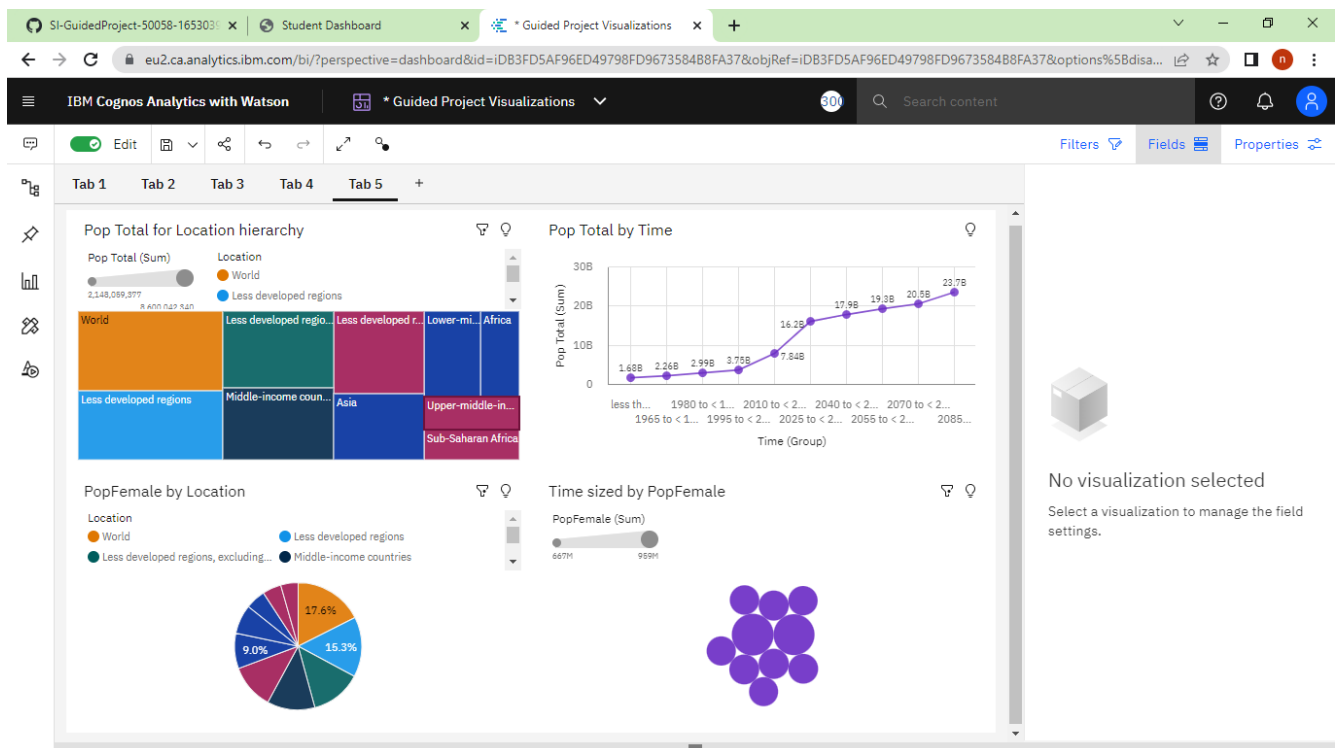 SI-GuidedProject-50058-1653039
Student Dashboard
* Guided Project Visualizations
eu2.ca.analytics.ibm.com/bi/?perspective=dashboard&id=iDB3FD5AF96ED49798FD9673584B8FA37&objRef=iDB3FD5AF96ED49798FD9673584B8FA37&options%5Bdisa...
n
IBM Cognos Analytics with Watson
* Guided Project Visualizations
300
Search content
Edit
Filters
Fields
Properties
Tab 1 Tab 2 Tab 3 Tab 4 Tab 5 +
Pop Total for Location hierarchy
Pop Total (Sum)
2,148,059,377
8,600,042,340
Location
World
Less developed regions
World
Less developed regio...
Less developed r...
Lower-mi...
Africa
Less developed regions
Middle-income coun...
Asia
Upper-middle-in...
Sub-Saharan Africa
Pop Total by Time
Pop Total (Sum)
30B
20B
10B
0
1.68B 2.26B 2.99B 3.75B 7.84B 16.2B 17.9B 19.3B 20.5B 23.7B
less th... 1980 to < 1... 2010 to < 2... 2040 to < 2... 2070 to < 2...
1965 to < 1... 1995 to < 2... 2025 to < 2... 2055 to < 2... 2085...
Time (Group)
PopFemale by Location
Location
World
Less developed regions
Less developed regions, excluding...
Middle-income countries
17.6%
15.3%
9.0%
Time sized by PopFemale
PopFemale (Sum)
667M 959M
No visualization selected
Select a visualization to manage the field
settings.